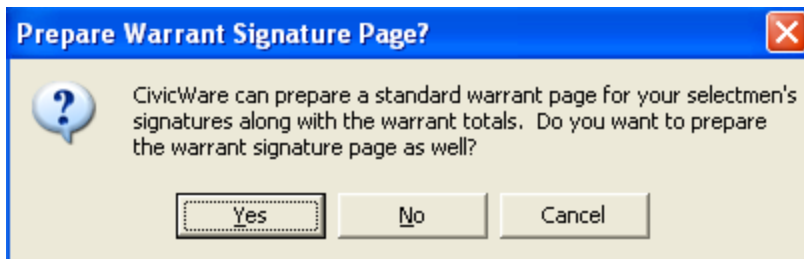 Prepare Warrant Signature Page?
CivicWare can prepare a standard warrant page for your selectmen's
signatures along with the warrant totals.  Do you want to prepare
the warrant signature page as well?
Yes No Cancel